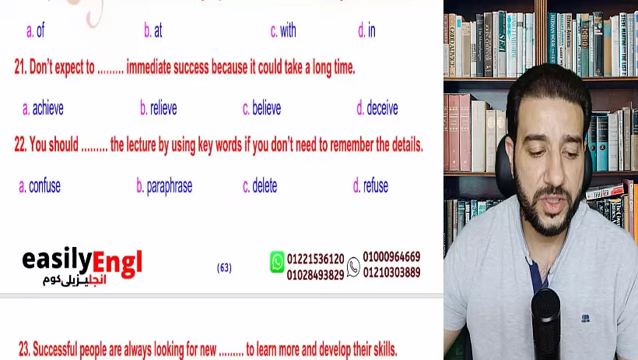 a. of b. at c. with d. in
21. Don't expect to ......... immediate success because it could take a long time.
a. achieve b. relieve c. believe d. deceive
22. You should ......... the lecture by using key words if you don't need to remember the details.
a. confuse b. paraphrase c. delete d. refuse
easilyEngl
انجليزيلي كوم
(63)
01221536120 01000964669
01028493829 01210303889
23. Successful people are always looking for new ......... to learn more and develop their skills.